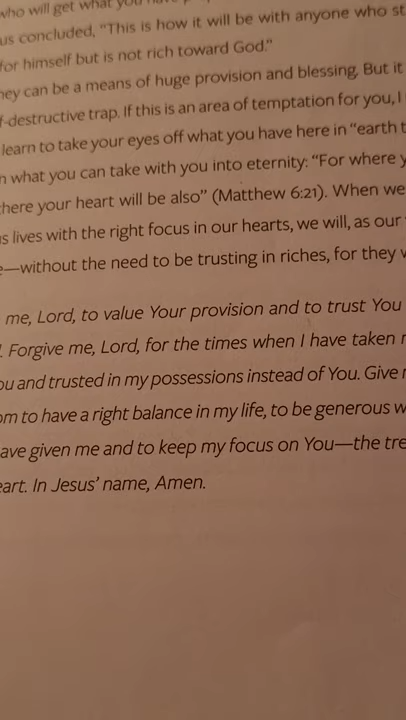 who will get what you have
us concluded, "This is how it will be with anyone who st
for himself but is not rich toward God."
ney can be a means of huge provision and blessing. But it
f-destructive trap. If this is an area of temptation for you, I
learn to take your eyes off what you have here in "earth t
n what you can take with you into eternity: "For where y
here your heart will be also" (Matthew 6:21). When we
s lives with the right focus in our hearts, we will, as our
e—without the need to be trusting in riches, for they w
me, Lord, to value Your provision and to trust You
l. Forgive me, Lord, for the times when I have taken r
ou and trusted in my possessions instead of You. Give r
om to have a right balance in my life, to be generous w
ave given me and to keep my focus on You—the tre
eart. In Jesus' name, Amen.